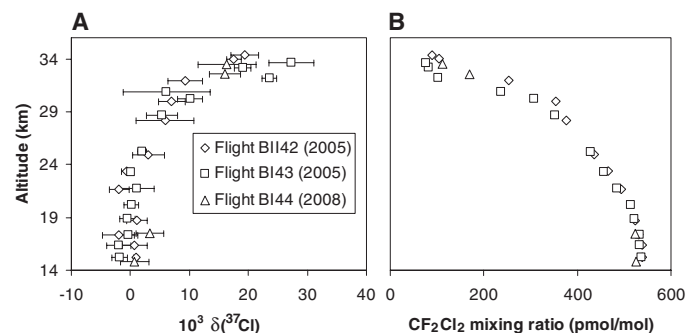 A
B
34
29
24
19
14
Altitude (km)
Flight BII42 (2005)
Flight BI43 (2005)
Flight BI44 (2008)
-10 0 10 20 30 40
10³ δ(³⁷Cl)
0 200 400 600
CF₂Cl₂ mixing ratio (pmol/mol)